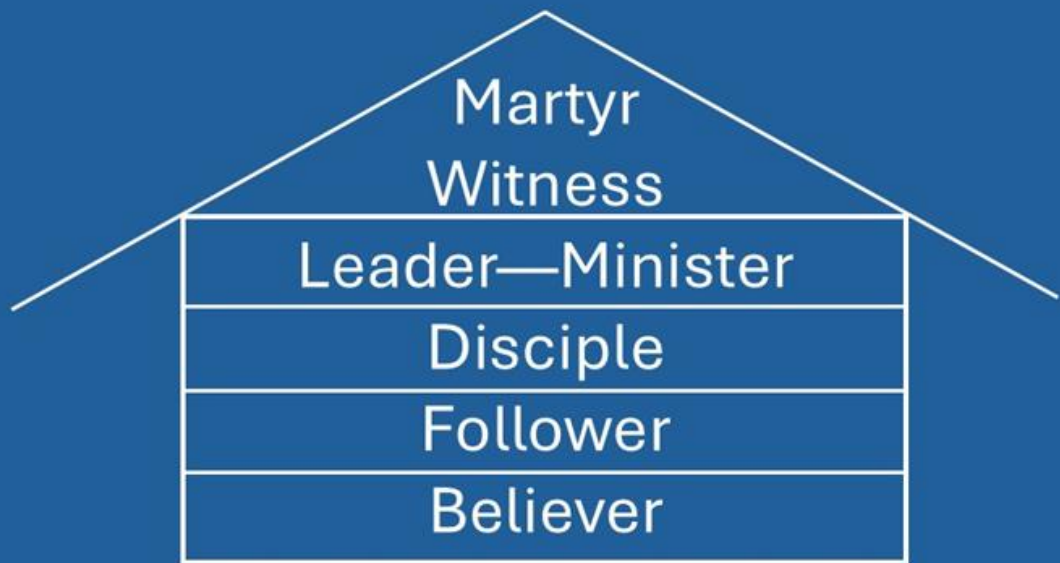 Martyr
Witness
Leader—Minister
Disciple
Follower
Believer